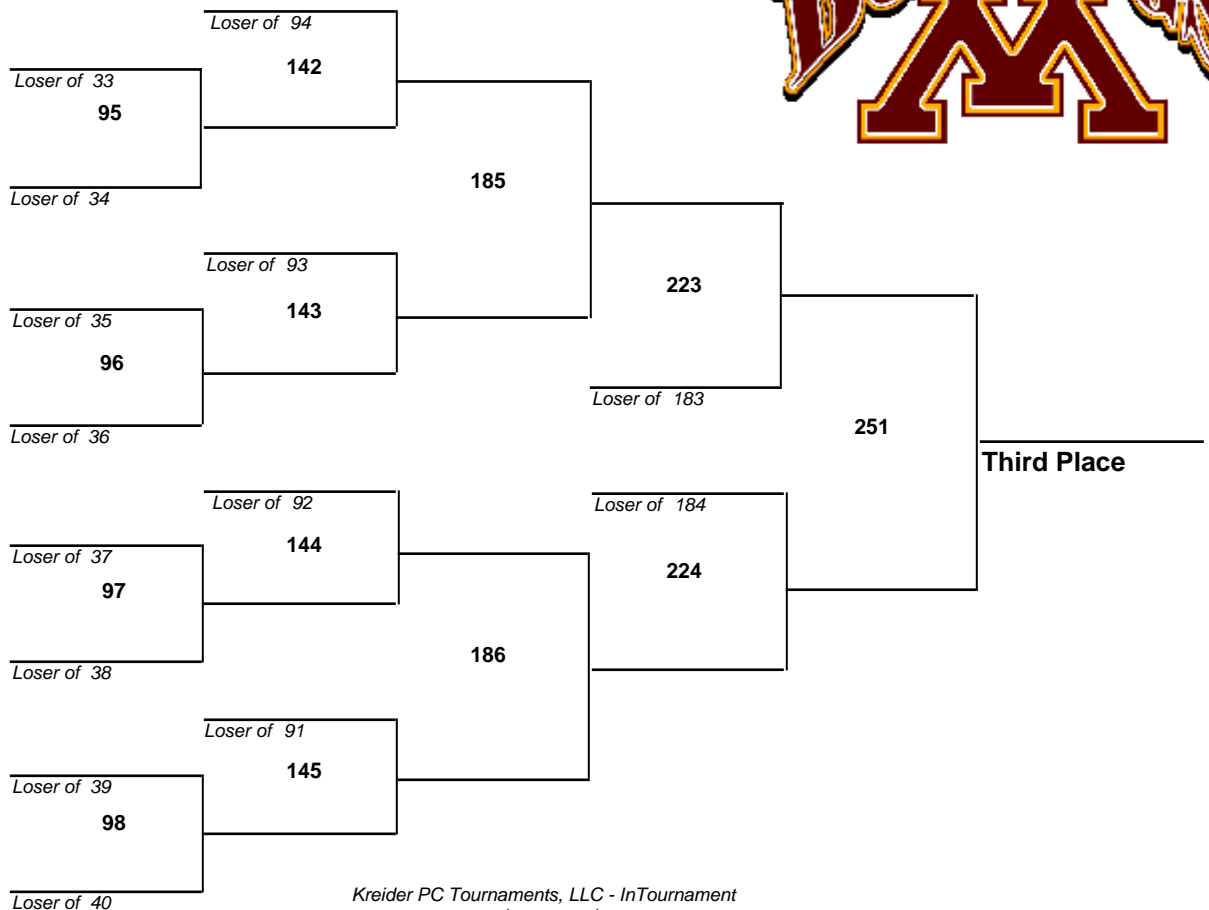 Loser of 94
142
Loser of 33
95
Loser of 34
185
Loser of 93
143
Loser of 35
96
Loser of 36
223
Loser of 183
251
Third Place
Loser of 92
144
Loser of 37
97
Loser of 38
Loser of 184
224
186
Loser of 91
145
Loser of 39
98
Loser of 40
Kreider PC Tournaments, LLC - InTournament
M